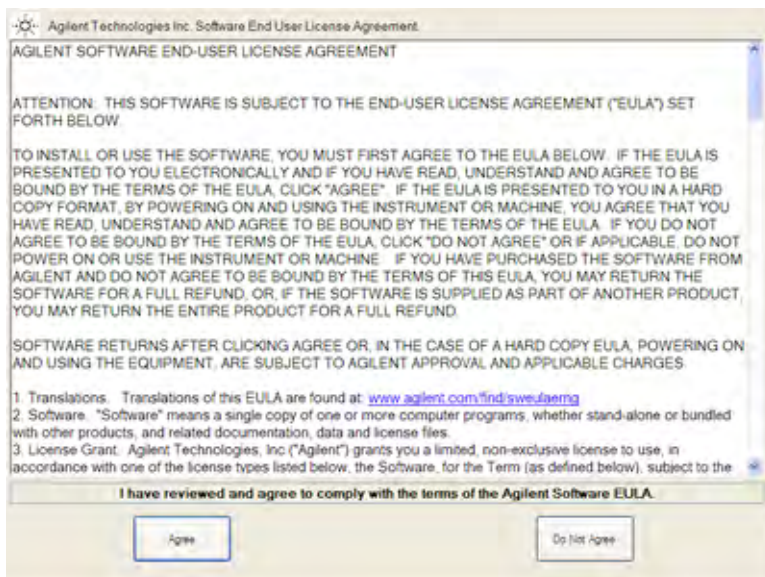 Agilent Technologies Inc. Software End User License Agreement.
AGILENT SOFTWARE END-USER LICENSE AGREEMENT
ATTENTION: THIS SOFTWARE IS SUBJECT TO THE END-USER LICENSE AGREEMENT ("EULA") SET
FORTH BELOW.
TO INSTALL OR USE THE SOFTWARE, YOU MUST FIRST AGREE TO THE EULA BELOW. IF THE EULA IS
PRESENTED TO YOU ELECTRONICALLY AND IF YOU HAVE READ, UNDERSTAND AND AGREE TO BE
BOUND BY THE TERMS OF THE EULA, CLICK "AGREE". IF THE EULA IS PRESENTED TO YOU IN A HARD
COPY FORMAT, BY POWERING ON AND USING THE INSTRUMENT OR MACHINE, YOU AGREE THAT YOU
HAVE READ, UNDERSTAND AND AGREE TO BE BOUND BY THE TERMS OF THE EULA. IF YOU DO NOT
AGREE TO BE BOUND BY THE TERMS OF THE EULA, CLICK "DO NOT AGREE" OR IF APPLICABLE, DO NOT
POWER ON OR USE THE INSTRUMENT OR MACHINE. IF YOU HAVE PURCHASED THE SOFTWARE FROM
AGILENT AND DO NOT AGREE TO BE BOUND BY THE TERMS OF THIS EULA, YOU MAY RETURN THE
SOFTWARE FOR A FULL REFUND, OR, IF THE SOFTWARE IS SUPPLIED AS PART OF ANOTHER PRODUCT,
YOU MAY RETURN THE ENTIRE PRODUCT FOR A FULL REFUND.
SOFTWARE RETURNS AFTER CLICKING AGREE OR, IN THE CASE OF A HARD COPY EULA, POWERING ON
AND USING THE EQUIPMENT, ARE SUBJECT TO AGILENT APPROVAL AND APPLICABLE CHARGES.
1. Translations. Translations of this EULA are found at: www.agilent.com/find/sweulaemg
2. Software. "Software" means a single copy of one or more computer programs, whether stand-alone or bundled
with other products, and related documentation, data and license files.
3. License Grant. Agilent Technologies, Inc ("Agilent") grants you a limited, non-exclusive license to use, in
accordance with one of the license types listed below, the Software, for the Term (as defined below), subject to the
I have reviewed and agree to comply with the terms of the Agilent Software EULA.
Agree
Do Not Agree